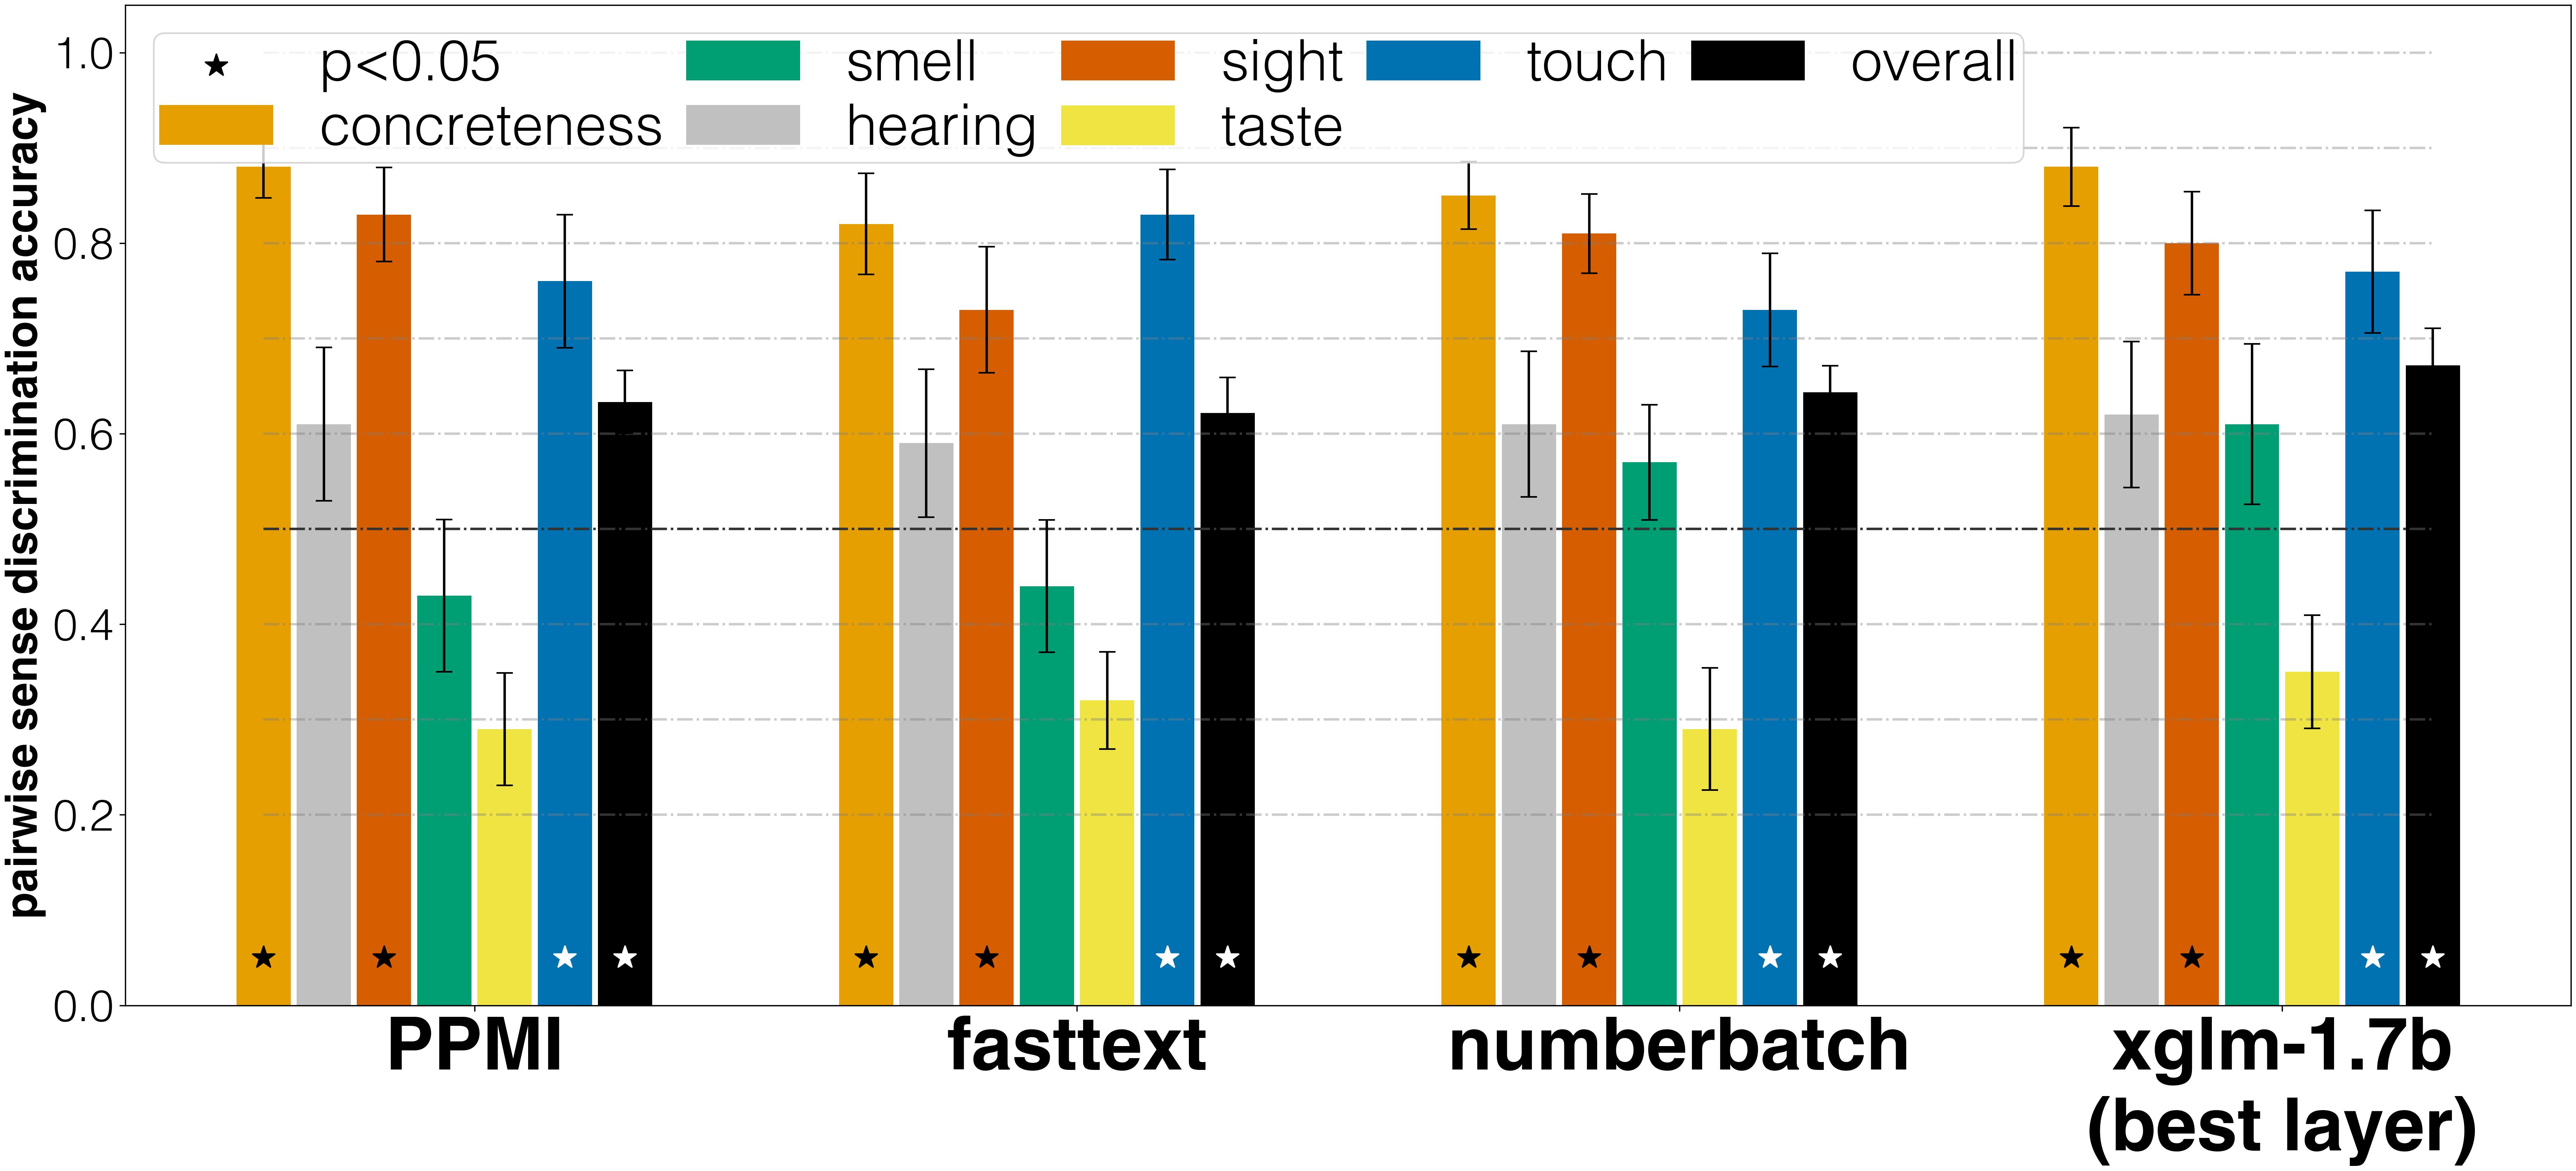 pairwise sense discrimination accuracy
1.0
0.8
0.6
0.4
0.2
0.0
★ p<0.05
concreteness
smell
hearing
sight
taste
touch
overall
PPMI
fasttext
numberbatch
xglm-1.7b
(best layer)